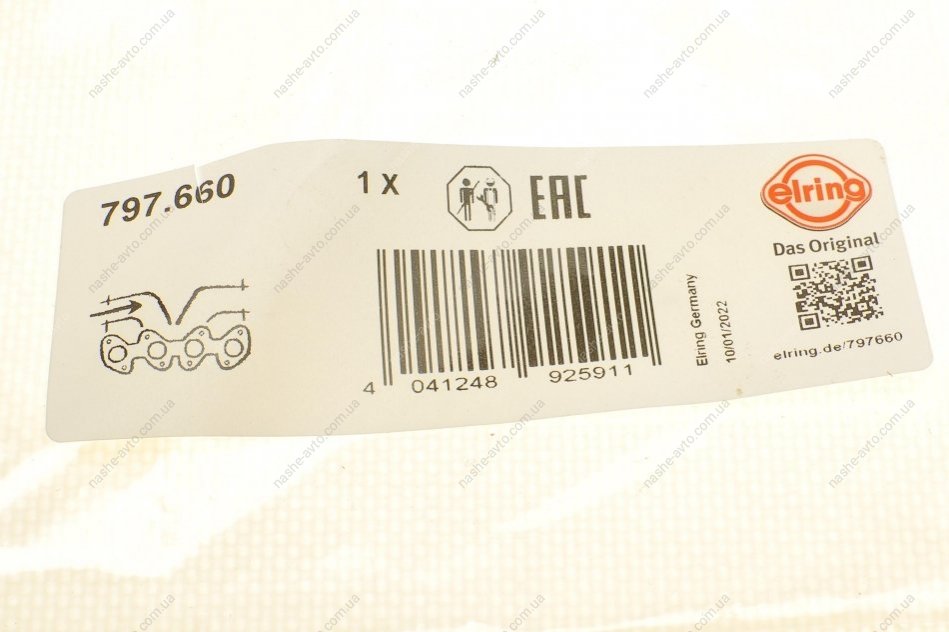 797.660
1 X
EAC
elring
Das Original
elring.de/797660
Elring Germany
10/01/2022
4 041248 925911
nashe-avto.com.ua